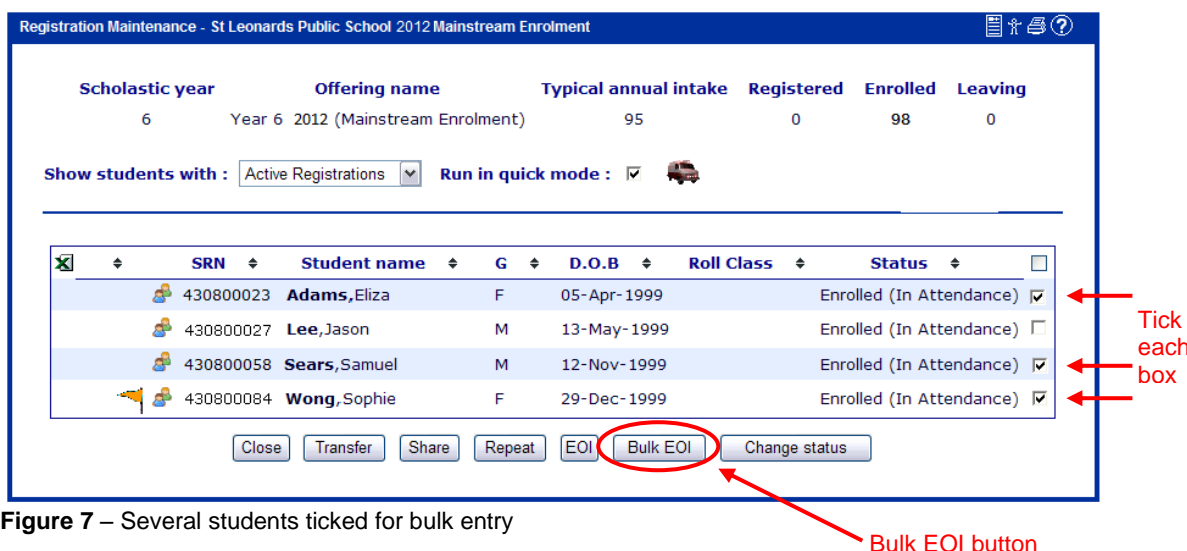 Registration Maintenance - St Leonards Public School 2012 Mainstream Enrolment
Scholastic year Offering name Typical annual intake Registered Enrolled Leaving
6 Year 6 2012 (Mainstream Enrolment) 95 0 98 0
Show students with : Active Registrations Run in quick mode :
SRN Student name G D.O.B Roll Class Status
430800023 Adams,Eliza F 05-Apr-1999 Enrolled (In Attendance)
430800027 Lee,Jason M 13-May-1999 Enrolled (In Attendance)
430800058 Sears,Samuel M 12-Nov-1999 Enrolled (In Attendance)
430800084 Wong,Sophie F 29-Dec-1999 Enrolled (In Attendance)
Tick
each
box
Close Transfer Share Repeat EOI Bulk EOI Change status
Figure 7 – Several students ticked for bulk entry
Bulk EOI button